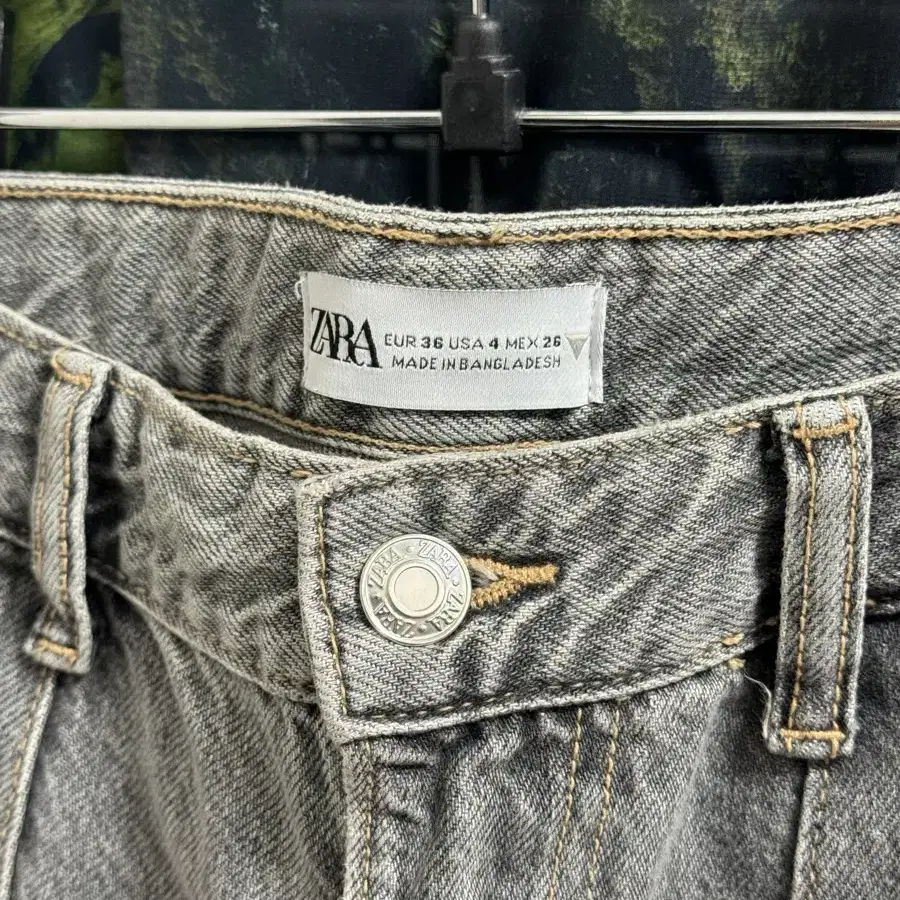 ZARA
EUR 36 USA 4 MEX 26
MADE IN BANGLADESH
ZARA • ZARA • ZARA • ZARA •